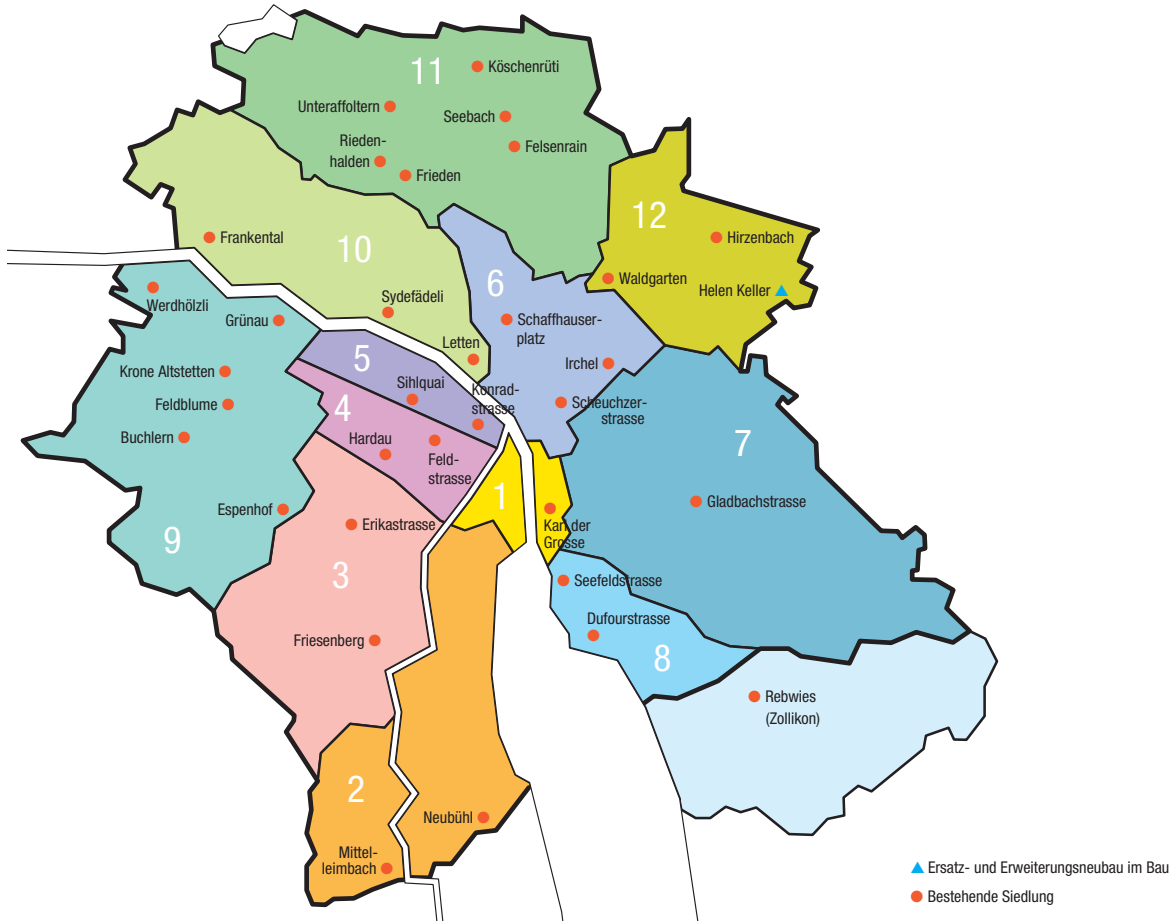 11
Köschenrüti
Unteraffoltern
Seebach
Rieden-
halden
Felsenrain
Frieden
12
Frankental
10
Hirzenbach
6
Waldgarten
Helen Keller
Werdhölzli
Sydefädeli
Grünau
Schaffhauser-
platz
Letten
5
Irchel
Krone Altstetten
Sihlquai
Konrad-
strasse
Feldblume
4
Scheuchzer-
strasse
Buchlern
Hardau
Feld-
strasse
7
1
Gladbachstrasse
Espenhof
Erikastrasse
Karl der
Grosse
9
3
Seefeldstrasse
Dufourstrasse
Friesenberg
8
Rebwies
(Zollikon)
2
Neubühl
Mittel-
leimbach
Ersatz- und Erweiterungsneubau im Bau
Bestehende Siedlung